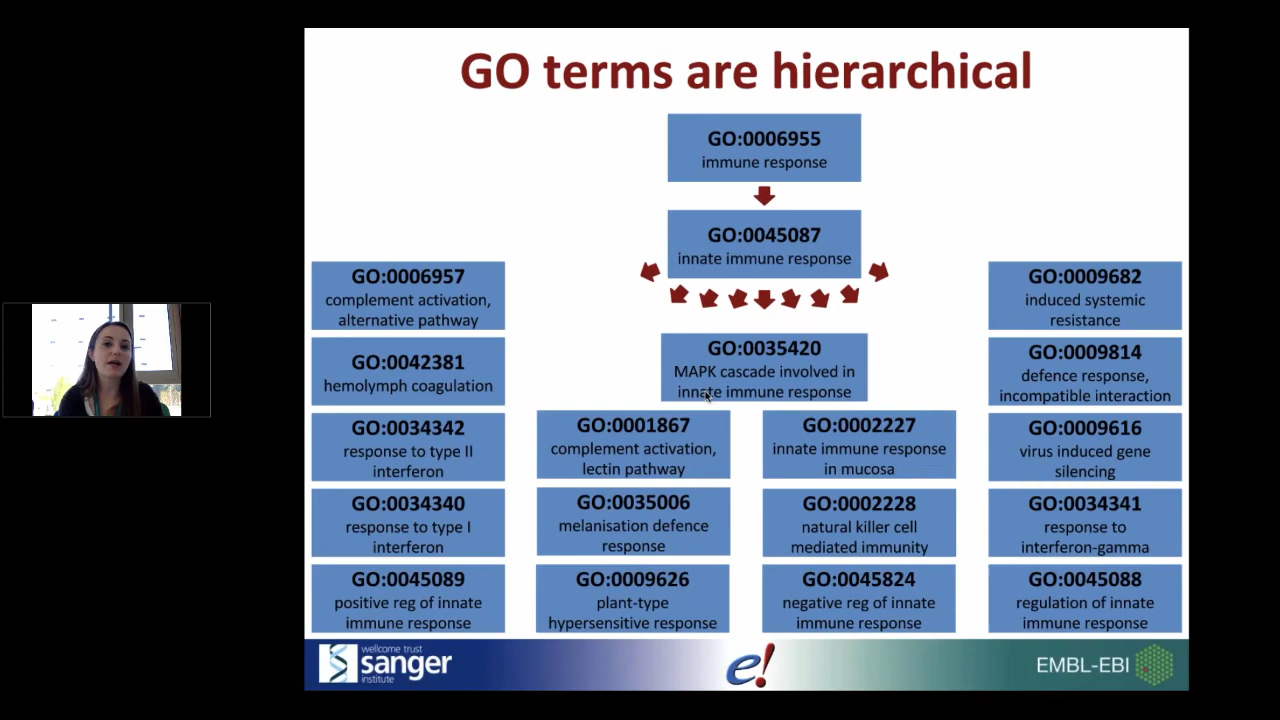 GO terms are hierarchical
GO:0006955
immune response
GO:0045087
innate immune response
GO:0006957
complement activation,
alternative pathway
GO:0042381
hemolymph coagulation
GO:0034342
response to type II
interferon
GO:0034340
response to type I
interferon
GO:0045089
positive reg of innate
immune response
GO:0035420
MAPK cascade involved in
innate immune response
GO:0001867
complement activation,
lectin pathway
GO:0035006
melanisation defence
response
GO:0009626
plant-type
hypersensitive response
GO:0002227
innate immune response
in mucosa
GO:0002228
natural killer cell
mediated immunity
GO:0045824
negative reg of innate
immune response
GO:0009682
induced systemic
resistance
GO:0009814
defence response,
incompatible interaction
GO:0009616
virus induced gene
silencing
GO:0034341
response to
interferon-gamma
GO:0045088
regulation of innate
immune response
wellcome trust
sanger
institute
e!
EMBL-EBI